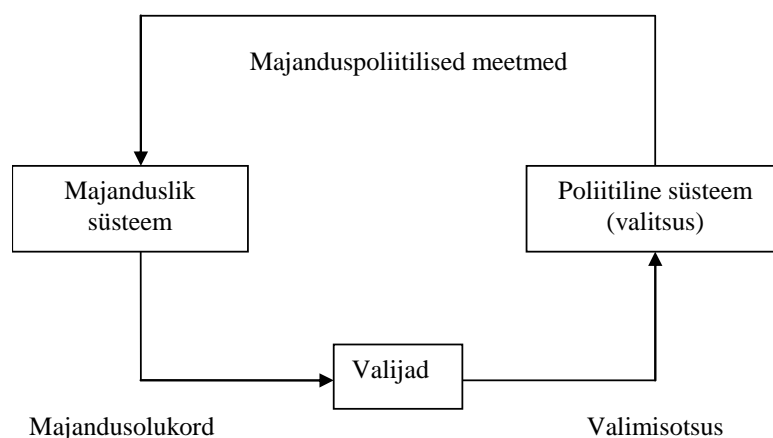 Majanduspoliitilised meetmed
Majanduslik
süsteem
Poliitiline süsteem
(valitsus)
Valijad
Majandusolukord
Valimisotsus